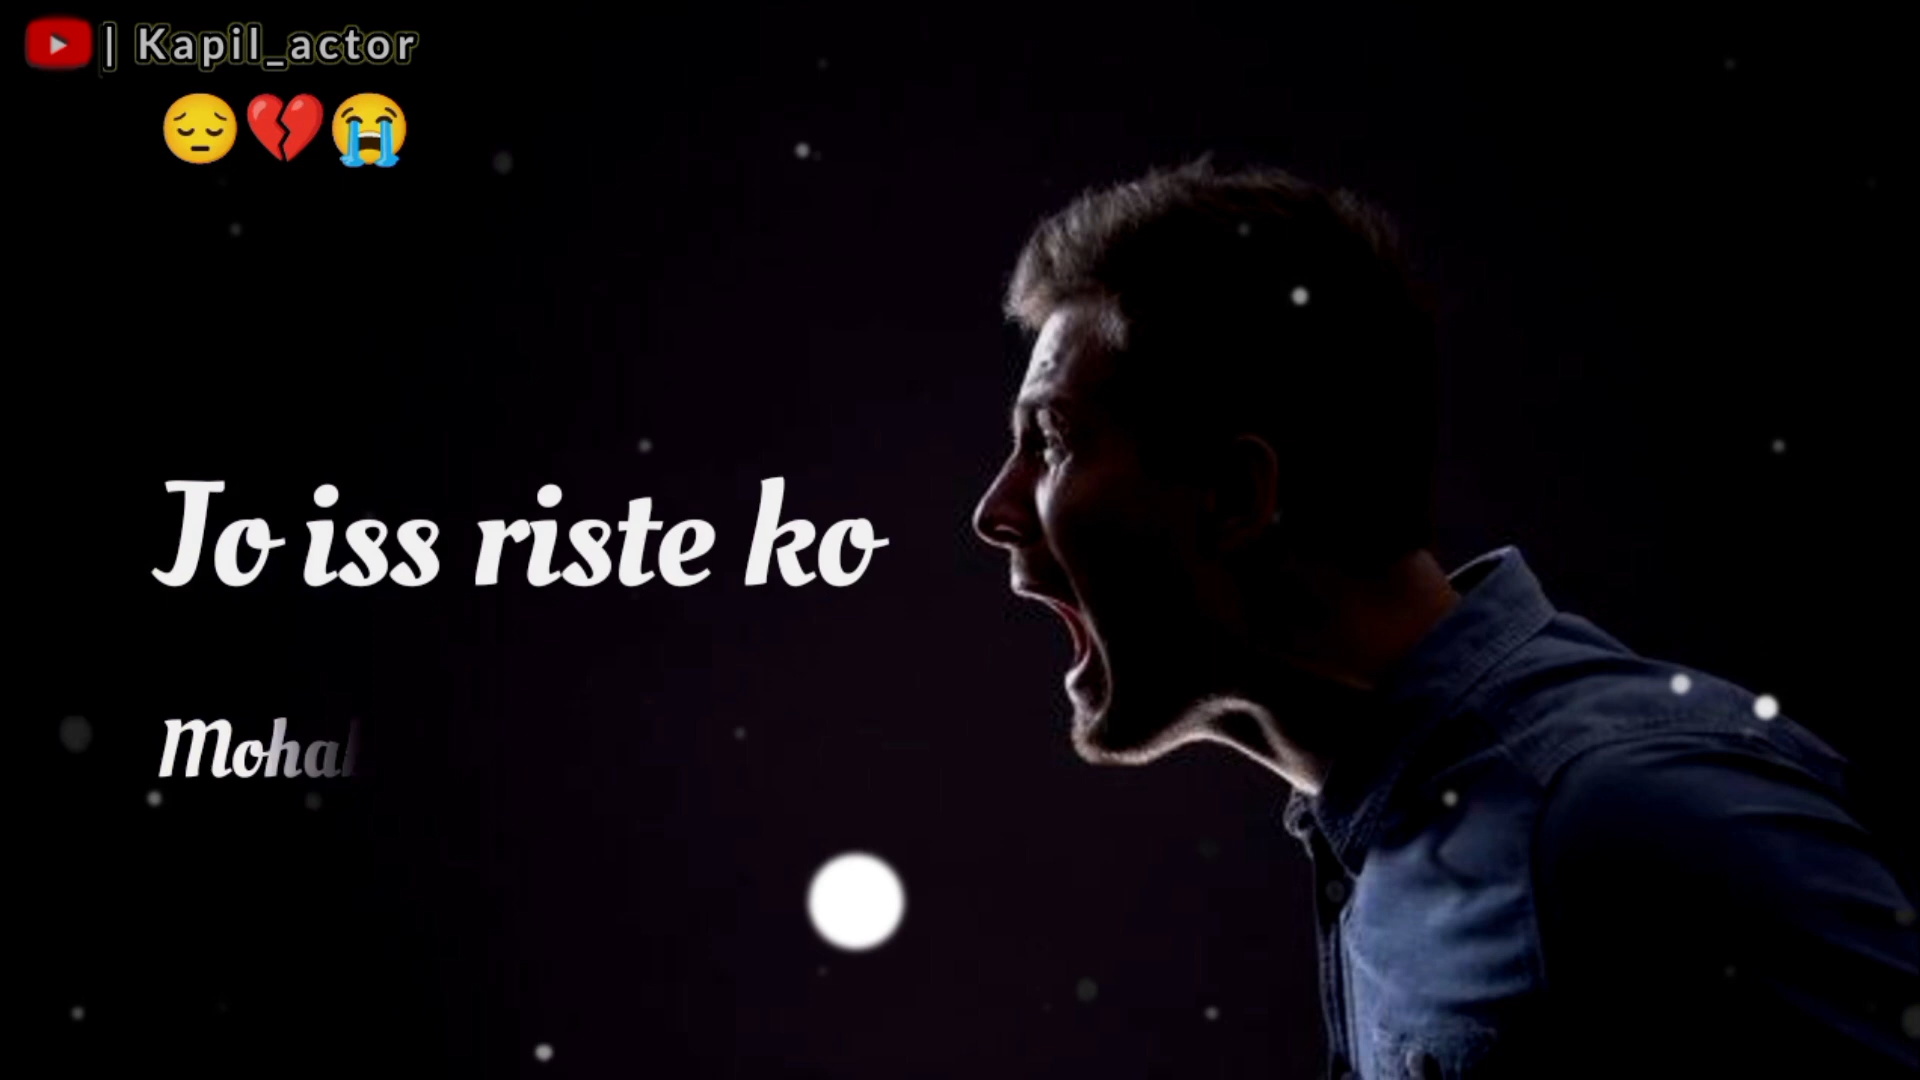 | Kapil_actor
😔💔😭
Jo iss riste ko